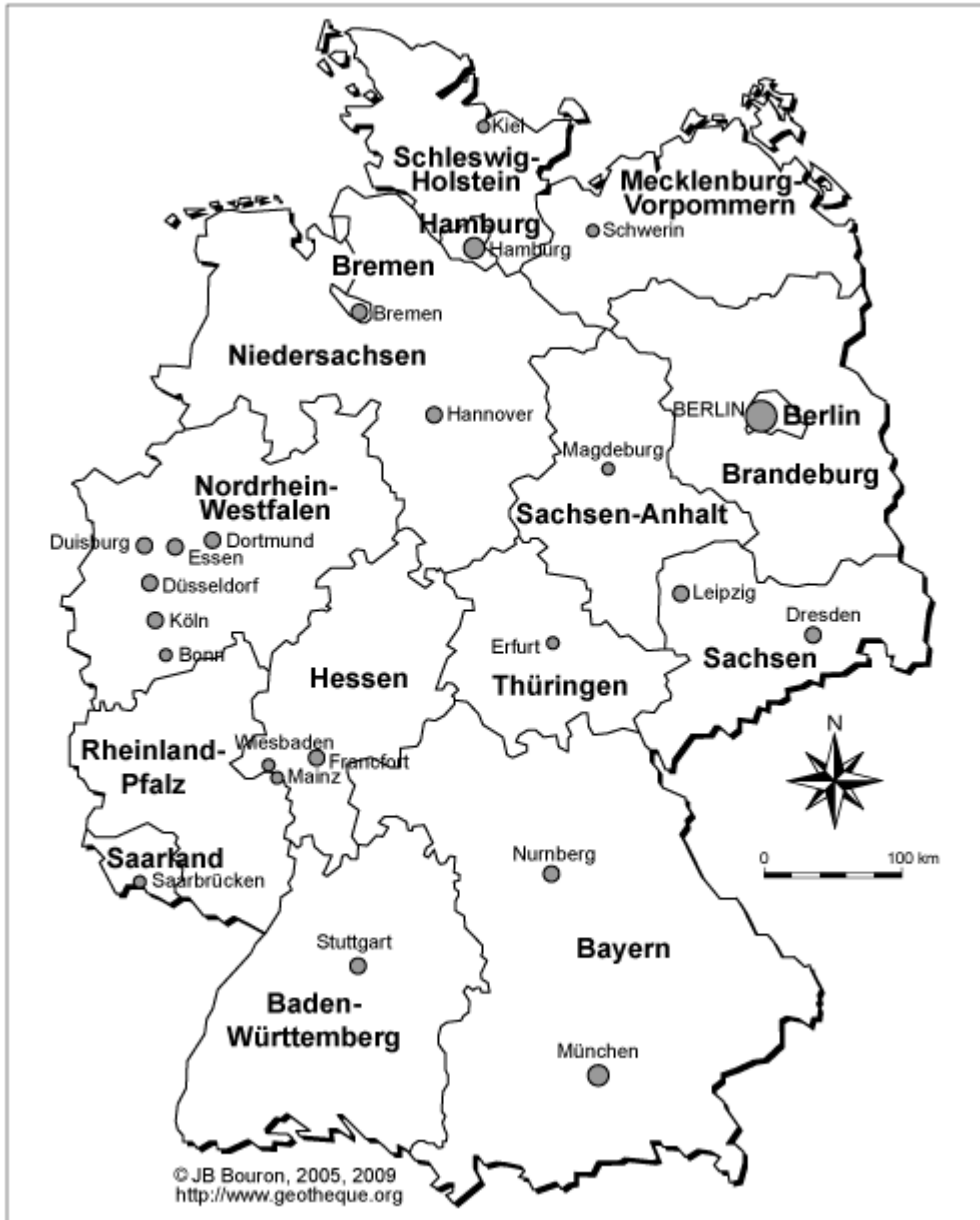 Kiel
Schleswig-
Holstein
Mecklenburg-
Vorpommern
Hamburg
Schwerin
Hamburg
Bremen
Bremen
Niedersachsen
Hannover
BERLIN
Berlin
Magdeburg
Brandeburg
Nordrhein-
Westfalen
Sachsen-Anhalt
Duisburg
Essen
Dortmund
Düsseldorf
Leipzig
Köln
Dresden
Bonn
Erfurt
Sachsen
Hessen
Thüringen
Rheinland-
Pfalz
Wiesbaden
Francfort
Mainz
N
Saarland
Saarbrücken
Nurnberg
0 100 km
Stuttgart
Bayern
Baden-
Württemberg
München
© JB Bouron, 2005, 2009
http://www.geotheque.org